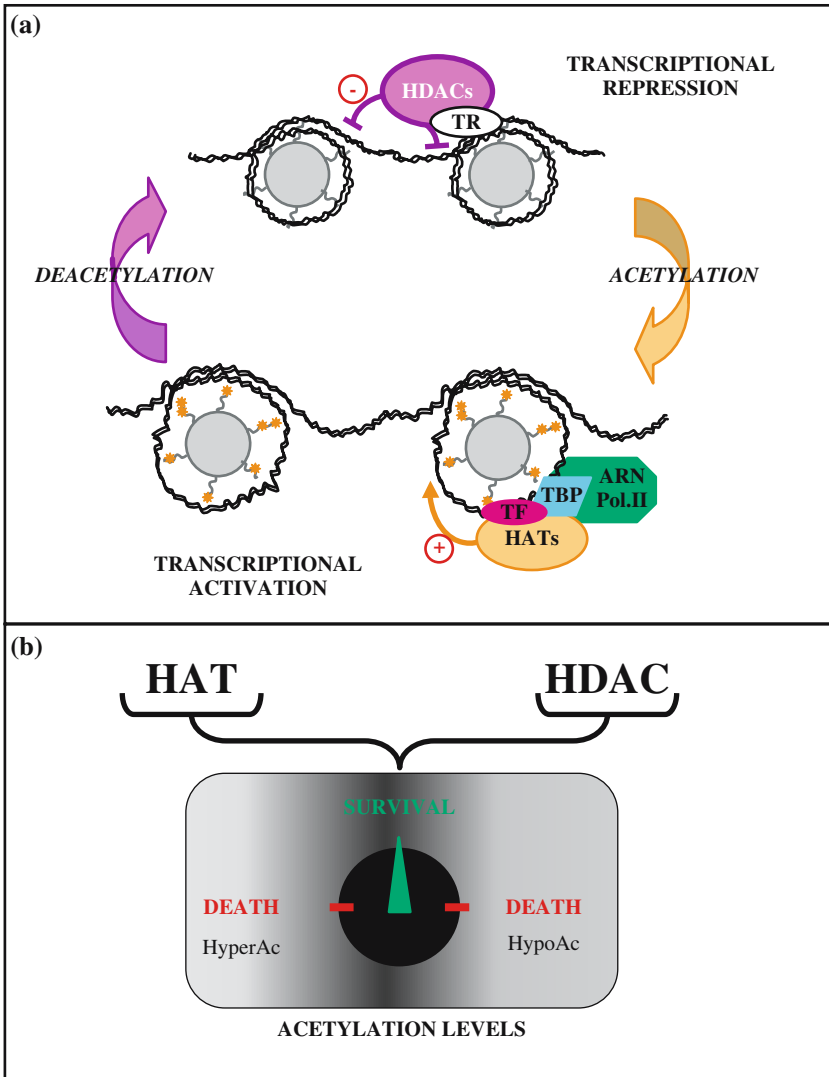 (a)
TRANSCRIPTIONAL
REPRESSION
-
HDACs
TR
DEACETYLATION
ACETYLATION
ARN
Pol.II
TBP
TF
HATs
+
TRANSCRIPTIONAL
ACTIVATION
(b)
HAT
HDAC
SURVIVAL
DEATH
DEATH
HyperAc
HypoAc
ACETYLATION LEVELS